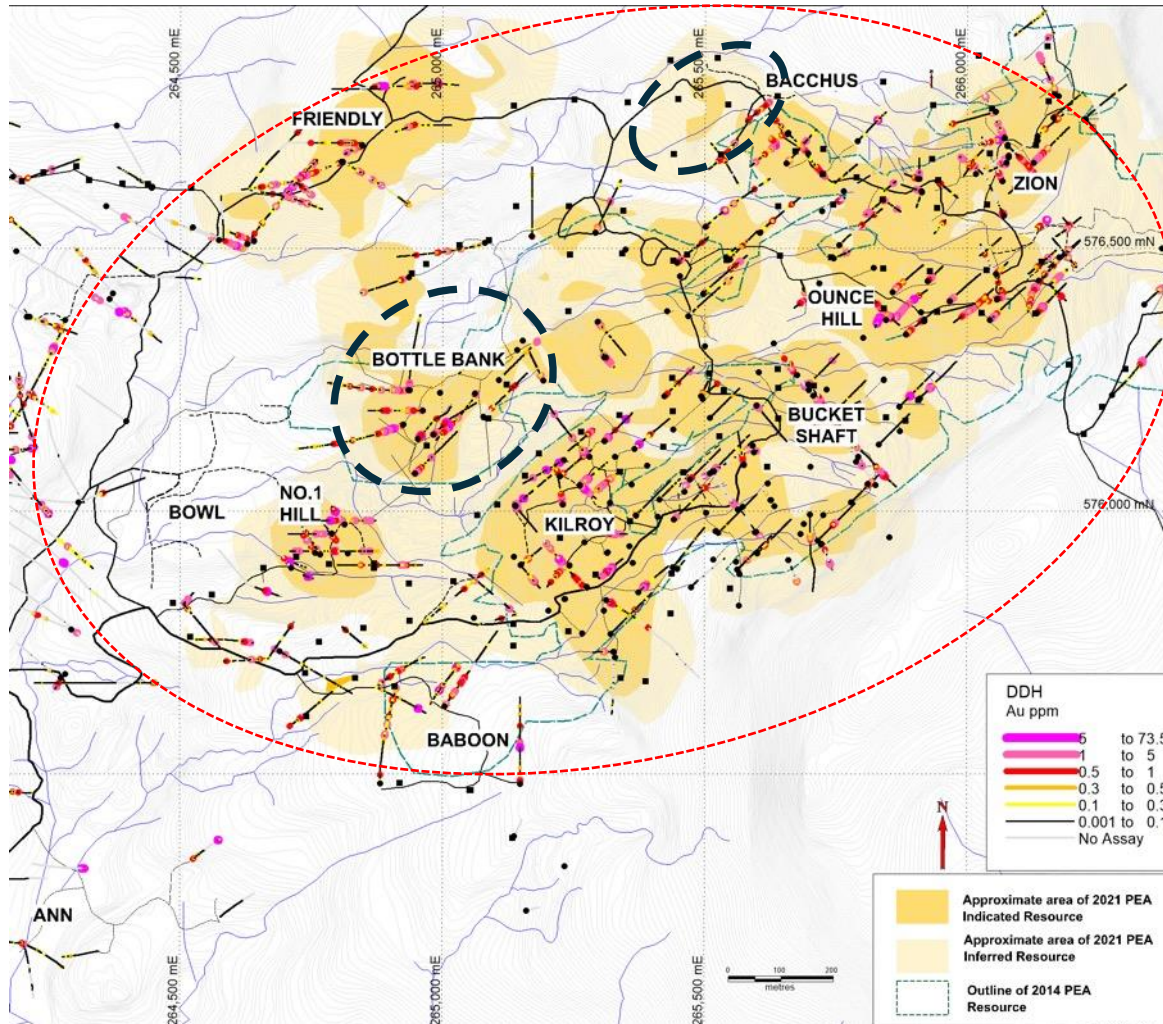 264,500 mE
265,000 mE
265,500 mE
266,000 mE
BACCHUS
FRIENDLY
ZION
576,500 mN
OUNCE
HILL
BOTTLE BANK
BUCKET
SHAFT
NO.1
HILL
BOWL
KILROY
576,000 mN
BABOON
ANN
DDH
Au ppm
5 to 73.5
1 to 5
0.5 to 1
0.3 to 0.5
0.1 to 0.3
0.001 to 0.1
No Assay
N
Approximate area of 2021 PEA
Indicated Resource
Approximate area of 2021 PEA
Inferred Resource
Outline of 2014 PEA
Resource
0 100 200
metres
264,500 mE
265,000 mE
265,500 mE